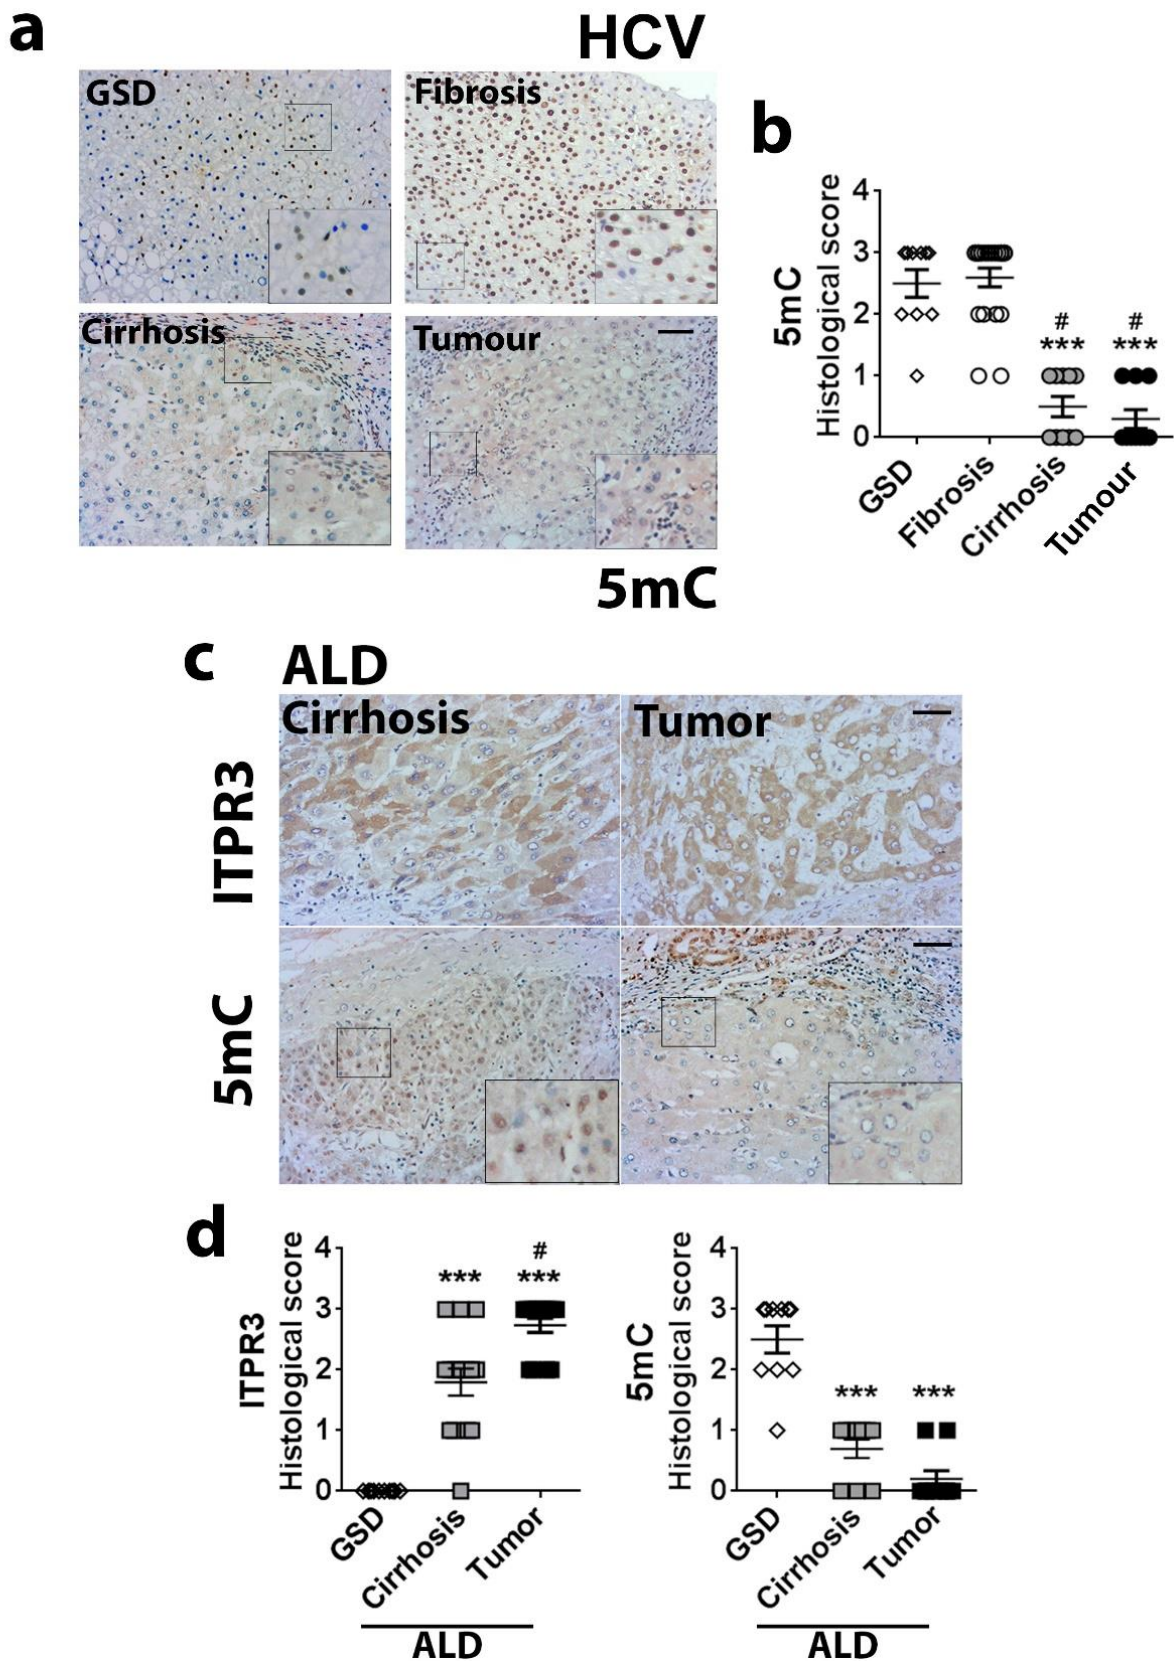 a
HCV
GSD
Fibrosis
Cirrhosis
Tumour
5mC
b
5mC
Histological score
4
3
2
1
0
#
***
#
***
GSD
Fibrosis
Cirrhosis
Tumour
c
ALD
Cirrhosis
Tumor
ITPR3
5mC
d
ITPR3
Histological score
4
3
2
1
0
***
#
***
GSD
Cirrhosis
Tumor
ALD
5mC
Histological score
4
3
2
1
0
***
***
GSD
Cirrhosis
Tumor
ALD